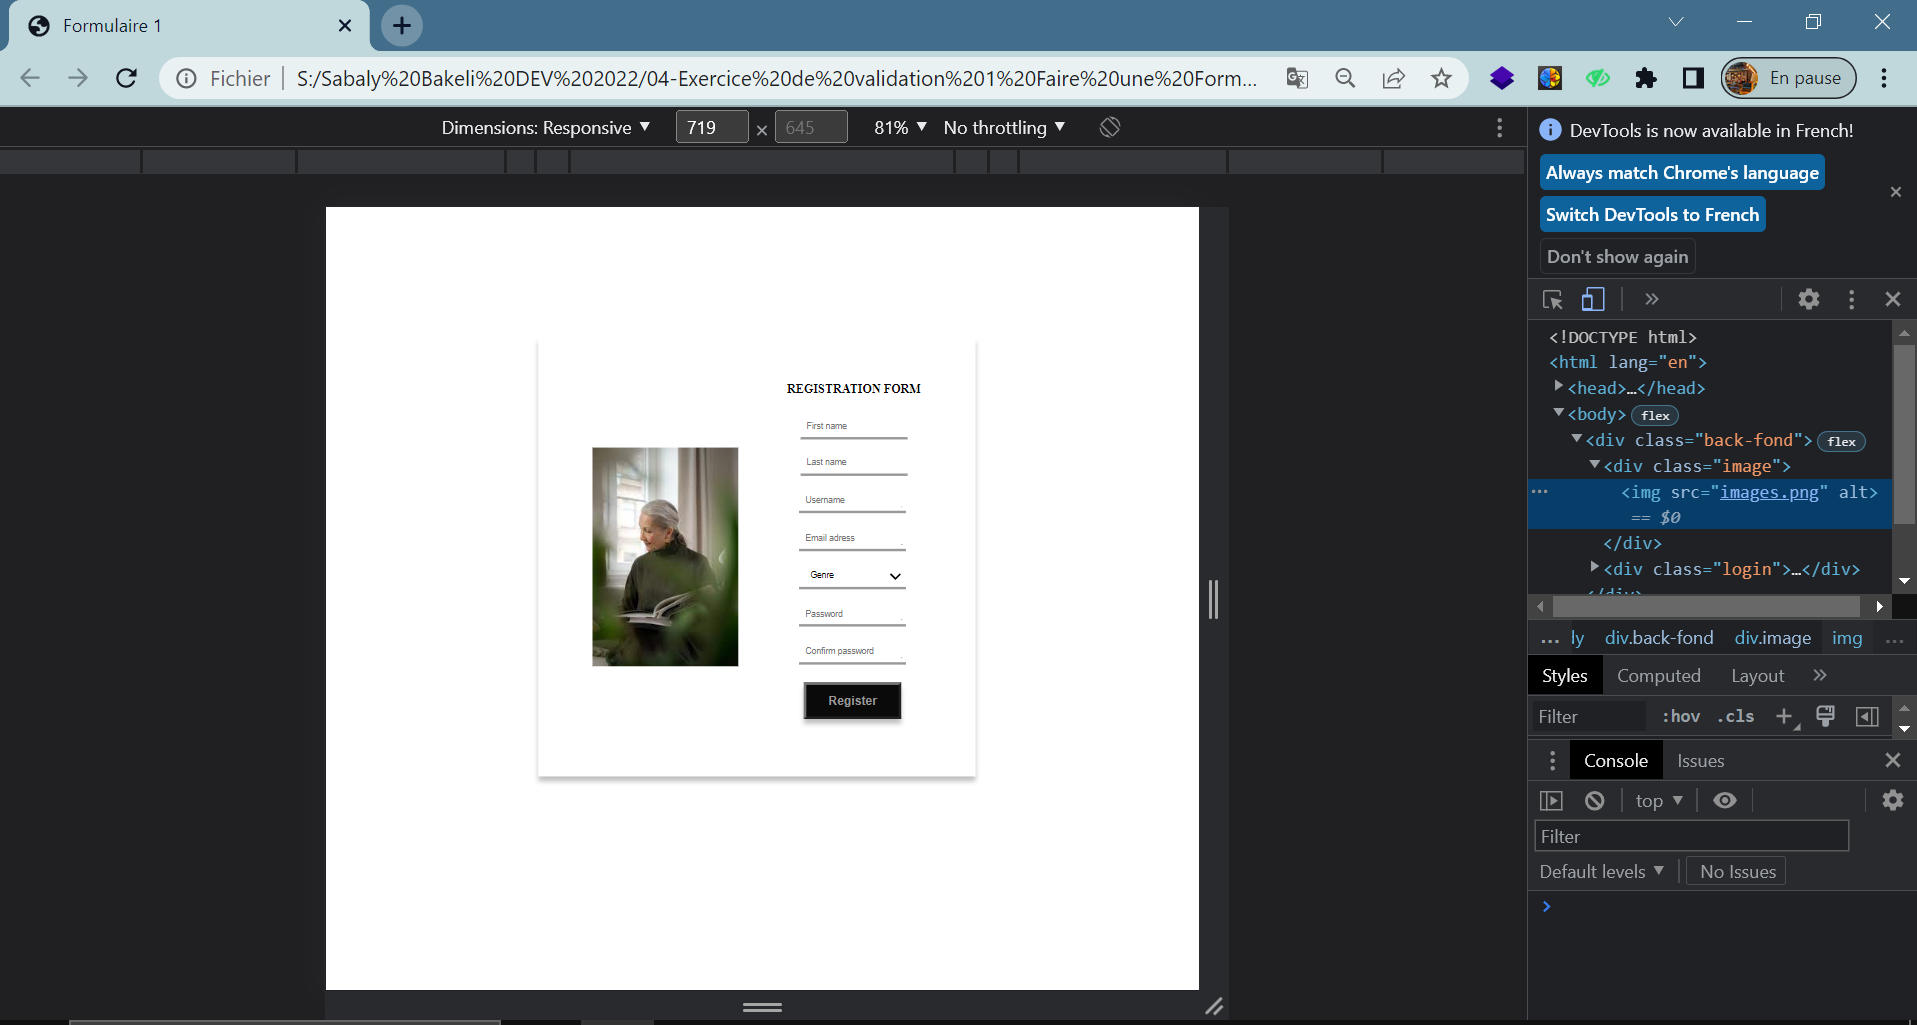 Formulaire 1
Fichier S:/Sabaly%20Bakeli%20DEV%202022/04-Exercice%20de%20validation%201%20Faire%20une%20Form...
En pause
Dimensions: Responsive 719 × 645 81% No throttling
DevTools is now available in French!
Always match Chrome's language
Switch DevTools to French
Don't show again
REGISTRATION FORM
First name
Last name
Username
Email adress
Genre
Password
Confirm password
Register
<!DOCTYPE html>
<html lang="en">
<head>…</head>
<body> flex
<div class="back-fond"> flex
<div class="image">
<img src="images.png" alt>
== $0
</div>
<div class="login">…</div>
</div>
... ly div.back-fond div.image img ...
Styles Computed Layout
Filter :hov .cls
Console Issues
top
Filter
Default levels No Issues